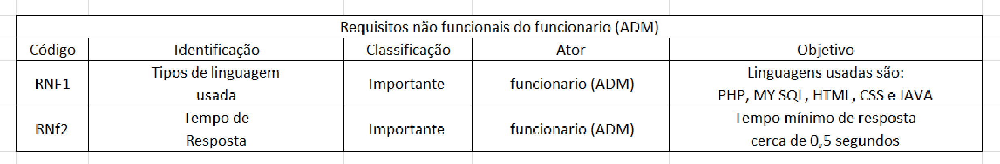 Requisitos não funcionais do funcionario (ADM)
Código Identificação Classificação Ator Objetivo
RNF1 Tipos de linguagem usada Importante funcionario (ADM) Linguagens usadas são: PHP, MY SQL, HTML, CSS e JAVA
RNf2 Tempo de Resposta Importante funcionario (ADM) Tempo mínimo de resposta cerca de 0,5 segundos